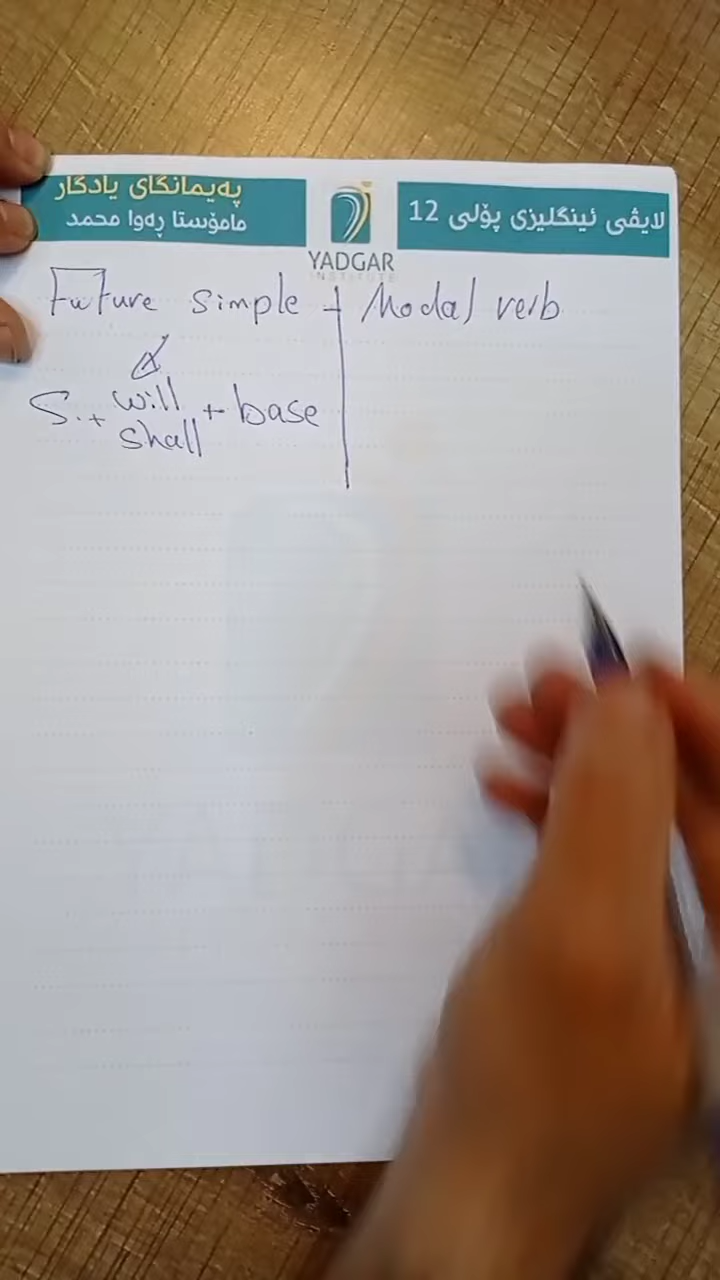 پەیمانگای یادگار
مامۆستا ڕەوا محمد
YADGAR
INSTITUTE
لایڤی ئینگلیزی پۆلی 12
Future simple + Modal verb
S. + will + base
shall